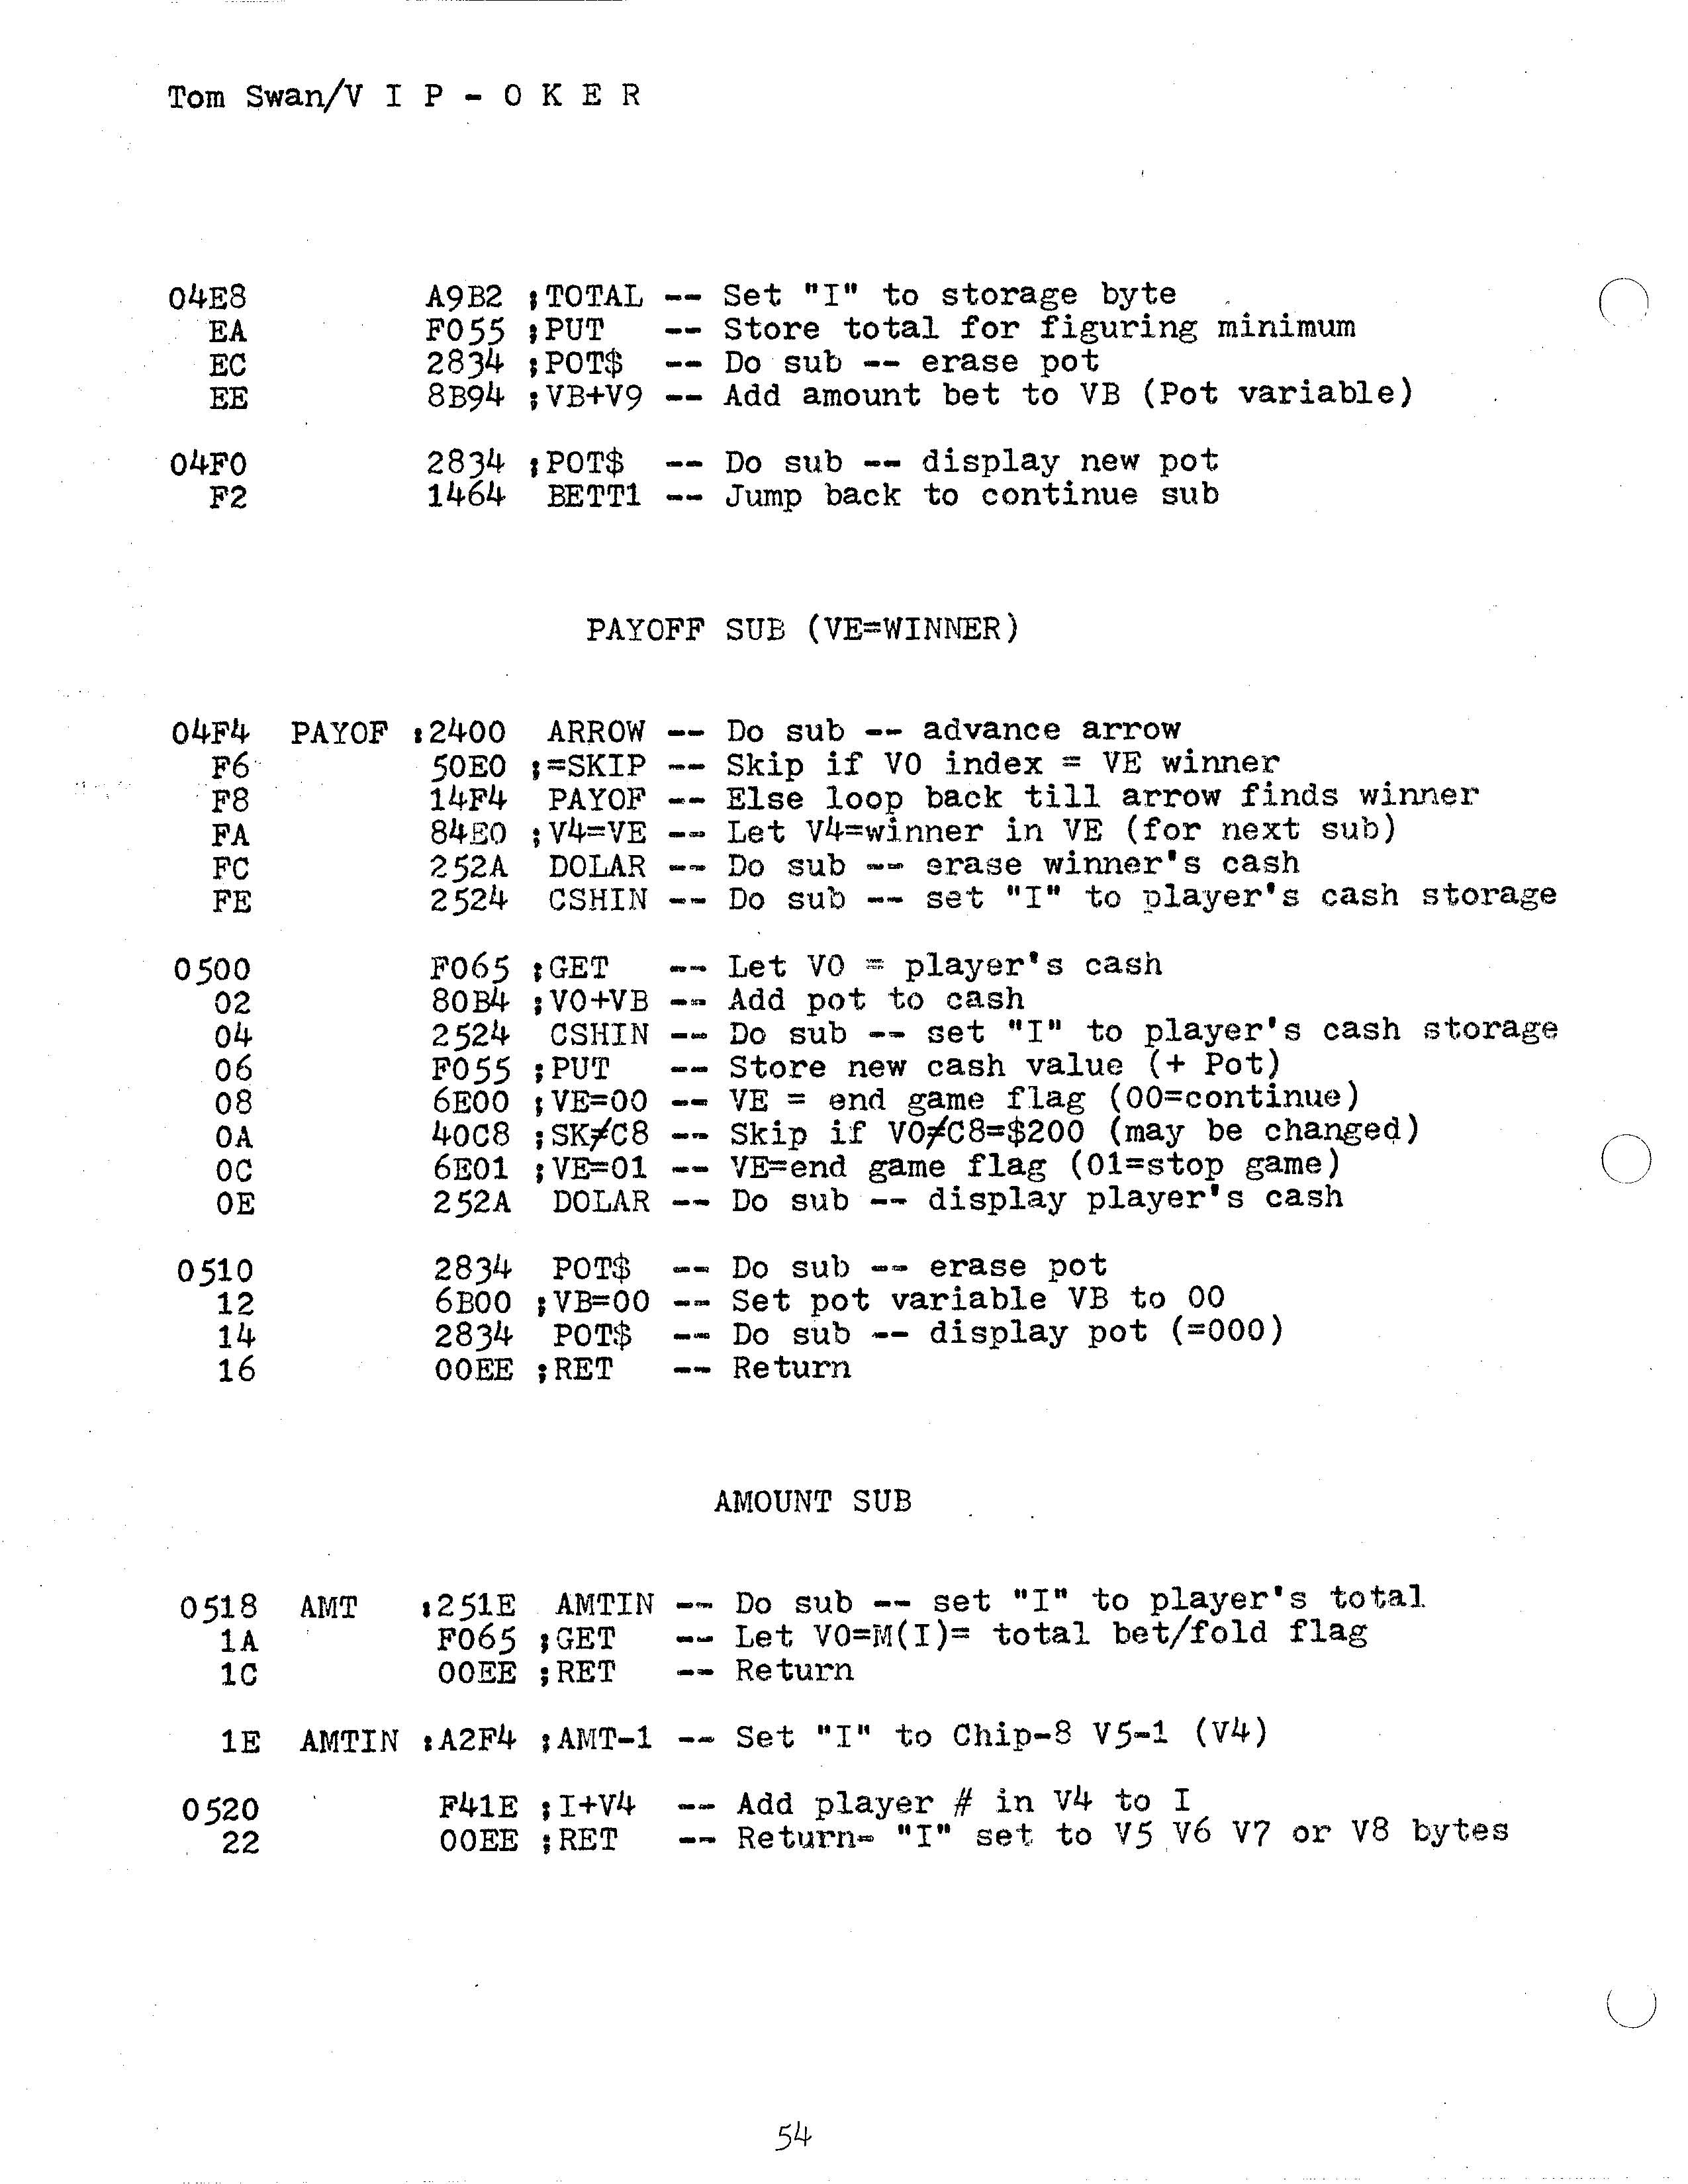 Tom Swan/V I P - O K E R
04E8 A9B2 ;TOTAL -- Set "I" to storage byte
EA F055 ;PUT -- Store total for figuring minimum
EC 2834 ;POT$ -- Do sub -- erase pot
EE 8B94 ;VB+V9 -- Add amount bet to VB (Pot variable)
04F0 2834 ;POT$ -- Do sub -- display new pot
F2 1464 BETT1 -- Jump back to continue sub
PAYOFF SUB (VE=WINNER)
04F4 PAYOF :2400 ARROW -- Do sub -- advance arrow
F6 50E0 ;=SKIP -- Skip if V0 index = VE winner
F8 14F4 PAYOF -- Else loop back till arrow finds winner
FA 84E0 ;V4=VE -- Let V4=winner in VE (for next sub)
FC 252A DOLAR -- Do sub -- erase winner's cash
FE 2524 CSHIN -- Do sub -- set "I" to player's cash storage
0500 F065 ;GET -- Let V0 = player's cash
02 80B4 ;V0+VB -- Add pot to cash
04 2524 CSHIN -- Do sub -- set "I" to player's cash storage
06 F055 ;PUT -- Store new cash value (+ Pot)
08 6E00 ;VE=00 -- VE = end game flag (00=continue)
0A 40C8 ;SK≠C8 -- Skip if V0≠C8=$200 (may be changed)
0C 6E01 ;VE=01 -- VE=end game flag (01=stop game)
0E 252A DOLAR -- Do sub -- display player's cash
0510 2834 POT$ -- Do sub -- erase pot
12 6B00 ;VB=00 -- Set pot variable VB to 00
14 2834 POT$ -- Do sub -- display pot (=000)
16 00EE ;RET -- Return
AMOUNT SUB
0518 AMT :251E AMTIN -- Do sub -- set "I" to player's total
1A F065 ;GET -- Let V0=M(I)= total bet/fold flag
1C 00EE ;RET -- Return
1E AMTIN :A2F4 ;AMT-1 -- Set "I" to Chip-8 V5-1 (V4)
0520 F41E ;I+V4 -- Add player # in V4 to I
22 00EE ;RET -- Return- "I" set to V5 V6 V7 or V8 bytes
54